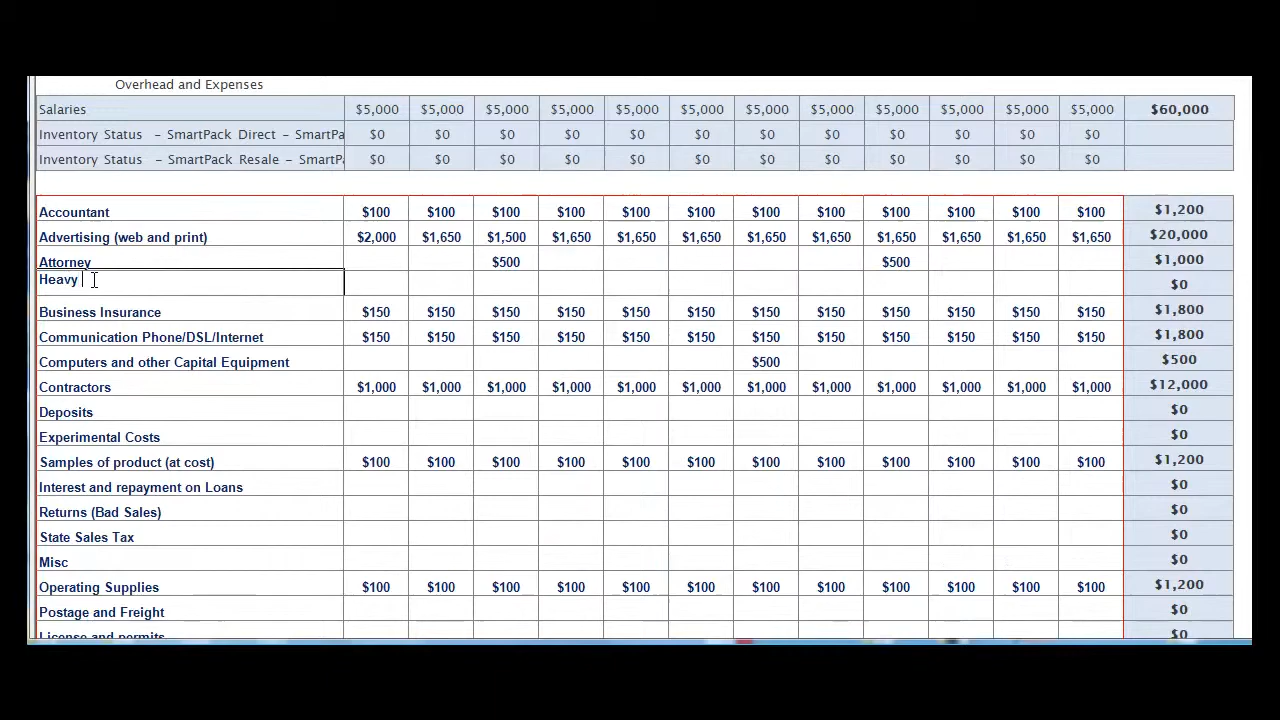 Overhead and Expenses
Salaries $5,000 $5,000 $5,000 $5,000 $5,000 $5,000 $5,000 $5,000 $5,000 $5,000 $5,000 $5,000 $60,000
Inventory Status - SmartPack Direct - SmartPa $0 $0 $0 $0 $0 $0 $0 $0 $0 $0 $0 $0
Inventory Status - SmartPack Resale - SmartPa $0 $0 $0 $0 $0 $0 $0 $0 $0 $0 $0 $0
Accountant $100 $100 $100 $100 $100 $100 $100 $100 $100 $100 $100 $100 $1,200
Advertising (web and print) $2,000 $1,650 $1,500 $1,650 $1,650 $1,650 $1,650 $1,650 $1,650 $1,650 $1,650 $1,650 $20,000
Attorney $500 $500 $1,000
Heavy $0
Business Insurance $150 $150 $150 $150 $150 $150 $150 $150 $150 $150 $150 $150 $1,800
Communication Phone/DSL/Internet $150 $150 $150 $150 $150 $150 $150 $150 $150 $150 $150 $150 $1,800
Computers and other Capital Equipment $500 $500
Contractors $1,000 $1,000 $1,000 $1,000 $1,000 $1,000 $1,000 $1,000 $1,000 $1,000 $1,000 $1,000 $12,000
Deposits $0
Experimental Costs $0
Samples of product (at cost) $100 $100 $100 $100 $100 $100 $100 $100 $100 $100 $100 $100 $1,200
Interest and repayment on Loans $0
Returns (Bad Sales) $0
State Sales Tax $0
Misc $0
Operating Supplies $100 $100 $100 $100 $100 $100 $100 $100 $100 $100 $100 $100 $1,200
Postage and Freight $0
License and permits $0